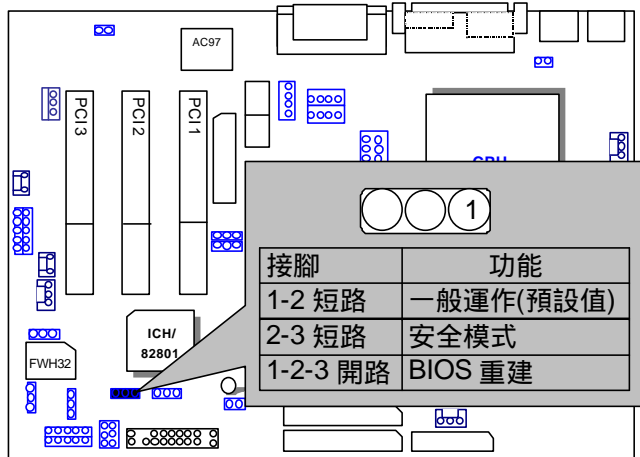 AC97
PCI3
PCI2
PCI1
CPU
1
接腳 功能
1-2 短路 一般運作(預設值)
2-3 短路 安全模式
1-2-3 開路 BIOS 重建
ICH/
82801
FWH32